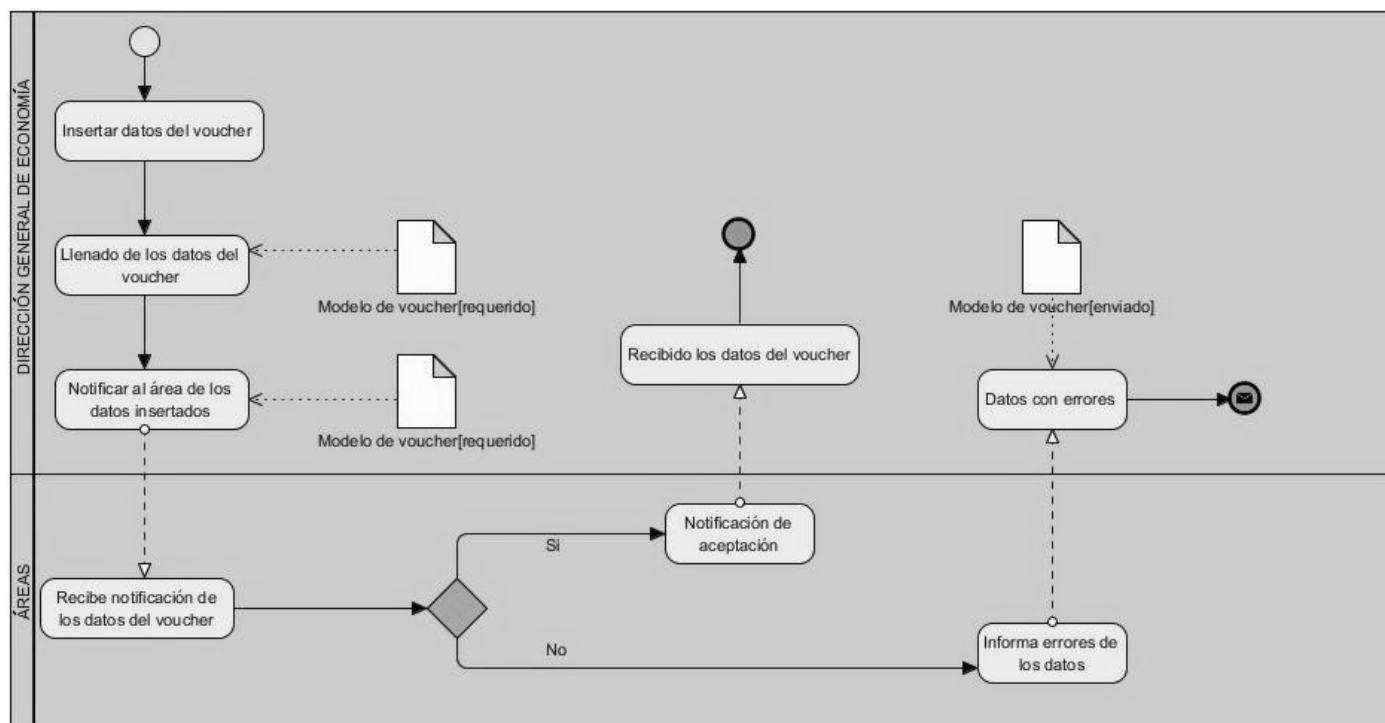 DIRECCIÓN GENERAL DE ECONOMÍA
Insertar datos del voucher
Llenado de los datos del
voucher
Modelo de voucher[requerido]
Notificar al área de los
datos insertados
Modelo de voucher[requerido]
Recibido los datos del voucher
Modelo de voucher[enviado]
Datos con errores
ÁREAS
Recibe notificación de
los datos del voucher
Si
Notificación de
aceptación
No
Informa errores de
los datos